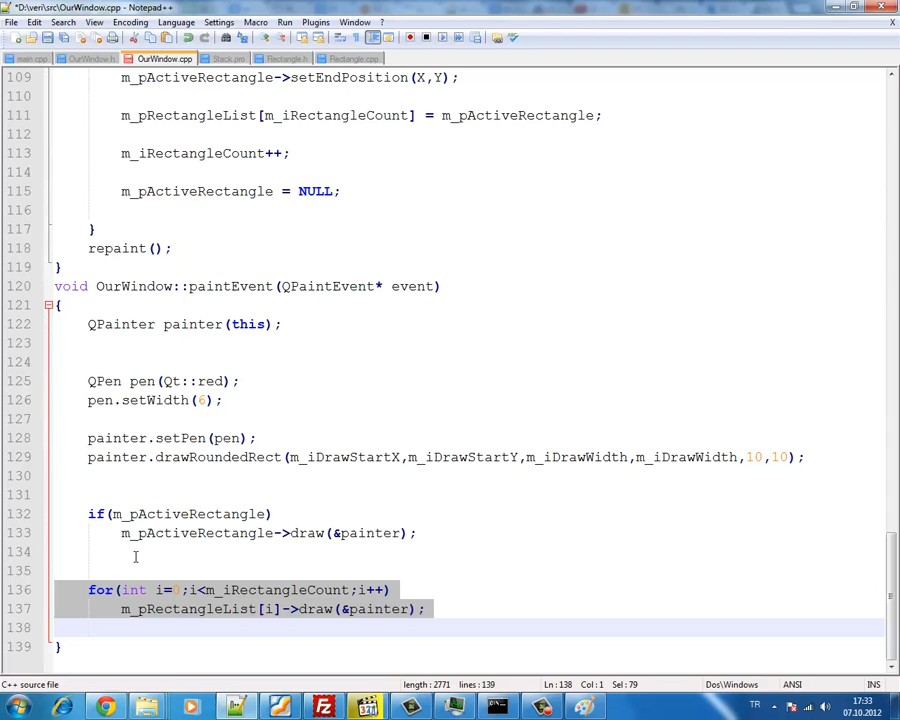 *D:\veri\src\OurWindow.cpp - Notepad++
File Edit Search View Encoding Language Settings Macro Run Plugins Window ?
X
main.cpp OurWindow.h OurWindow.cpp Stack.pro Rectangle.h Rectangle.cpp
109 m_pActiveRectangle->setEndPosition(X,Y);
110
111 m_pRectangleList[m_iRectangleCount] = m_pActiveRectangle;
112
113 m_iRectangleCount++;
114
115 m_pActiveRectangle = NULL;
116
117 }
118 repaint();
119 }
120 void OurWindow::paintEvent(QPaintEvent* event)
121 {
122 QPainter painter(this);
123
124
125 QPen pen(Qt::red);
126 pen.setWidth(6);
127
128 painter.setPen(pen);
129 painter.drawRoundedRect(m_iDrawStartX,m_iDrawStartY,m_iDrawWidth,m_iDrawWidth,10,10);
130
131
132 if(m_pActiveRectangle)
133 m_pActiveRectangle->draw(&painter);
134
135
136 for(int i=0;i<m_iRectangleCount;i++)
137 m_pRectangleList[i]->draw(&painter);
138
139 }
C++ source file length : 2771 lines : 139 Ln : 138 Col : 1 Sel : 79 Dos\Windows ANSI INS
TR 17:33
07.10.2012